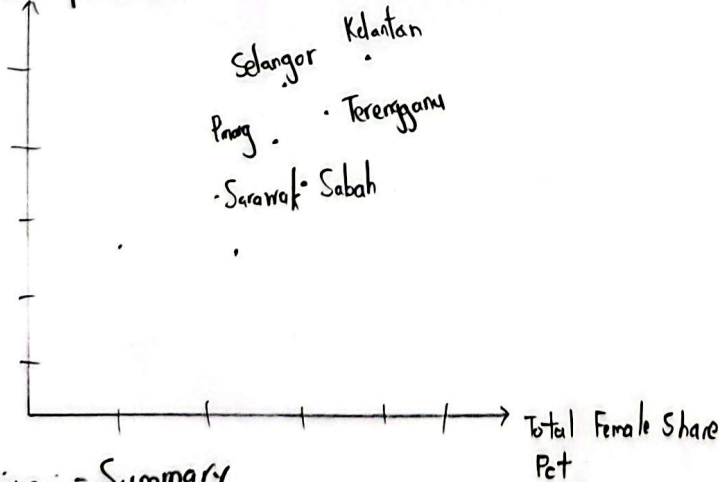 Kelantan
Selangor
Terengganu
Pnang
Sarawak Sabah
Total Female Share
Pct
- Summary